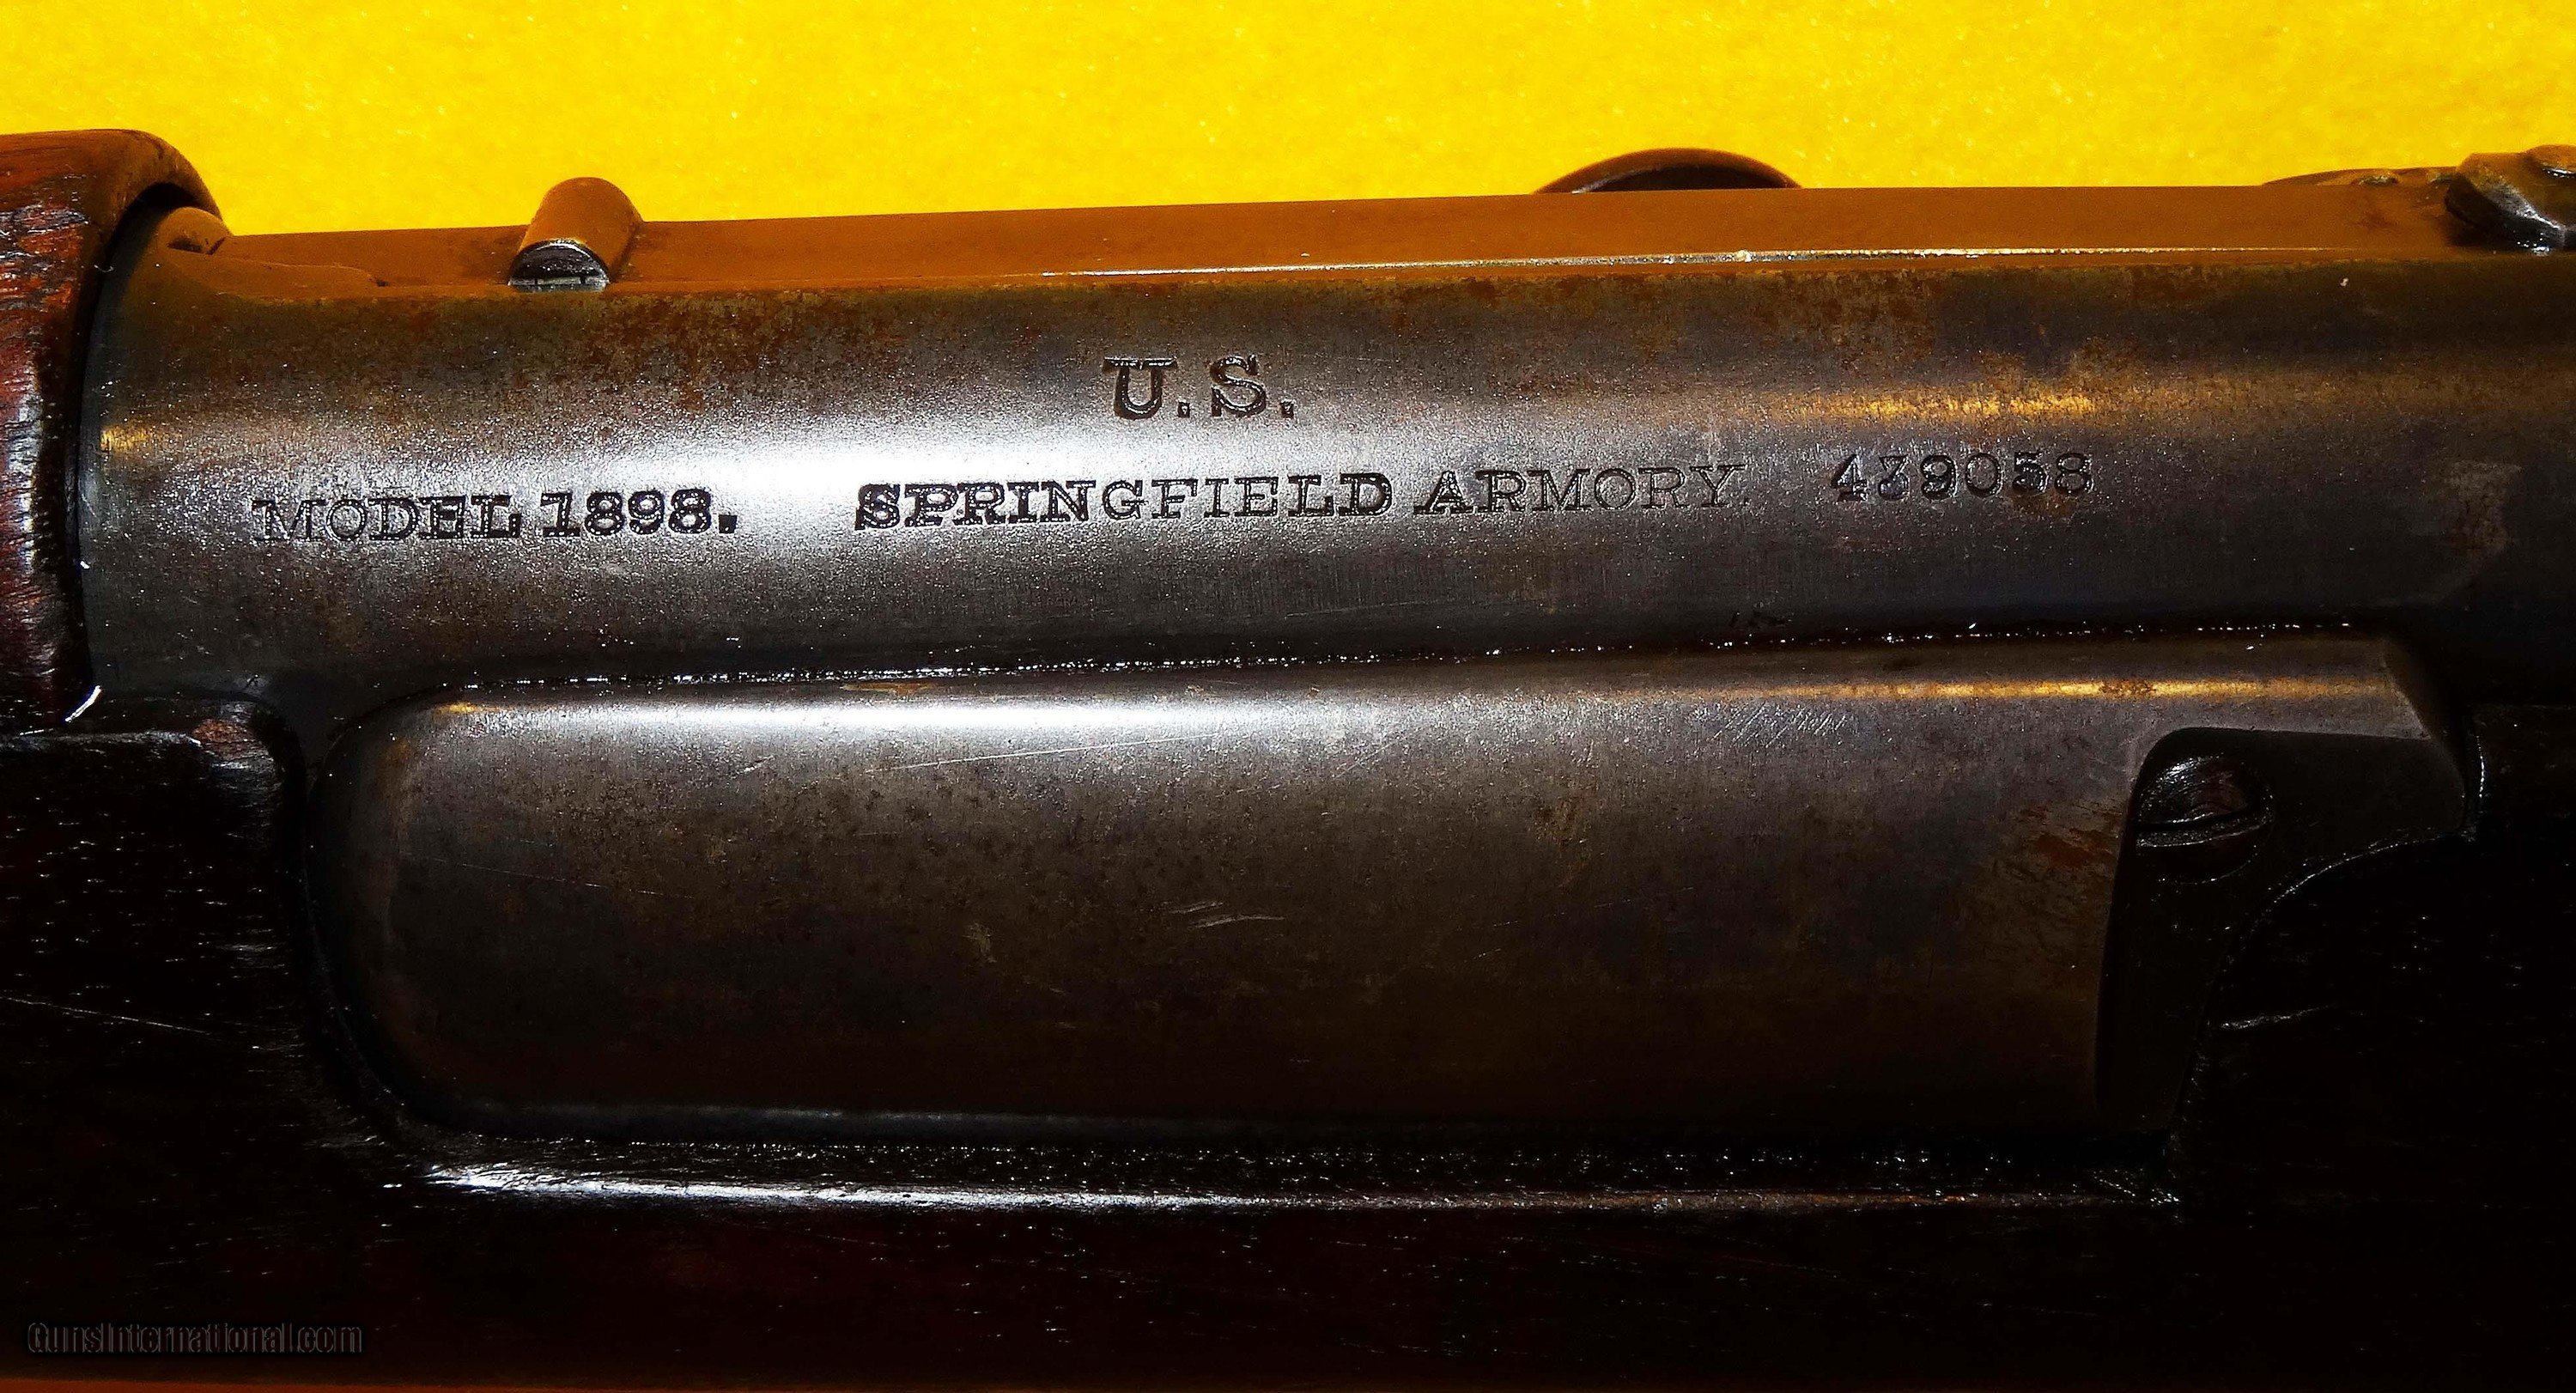 U.S.
MODEL 1898. SPRINGFIELD ARMORY. 439058
GunsInternational.com